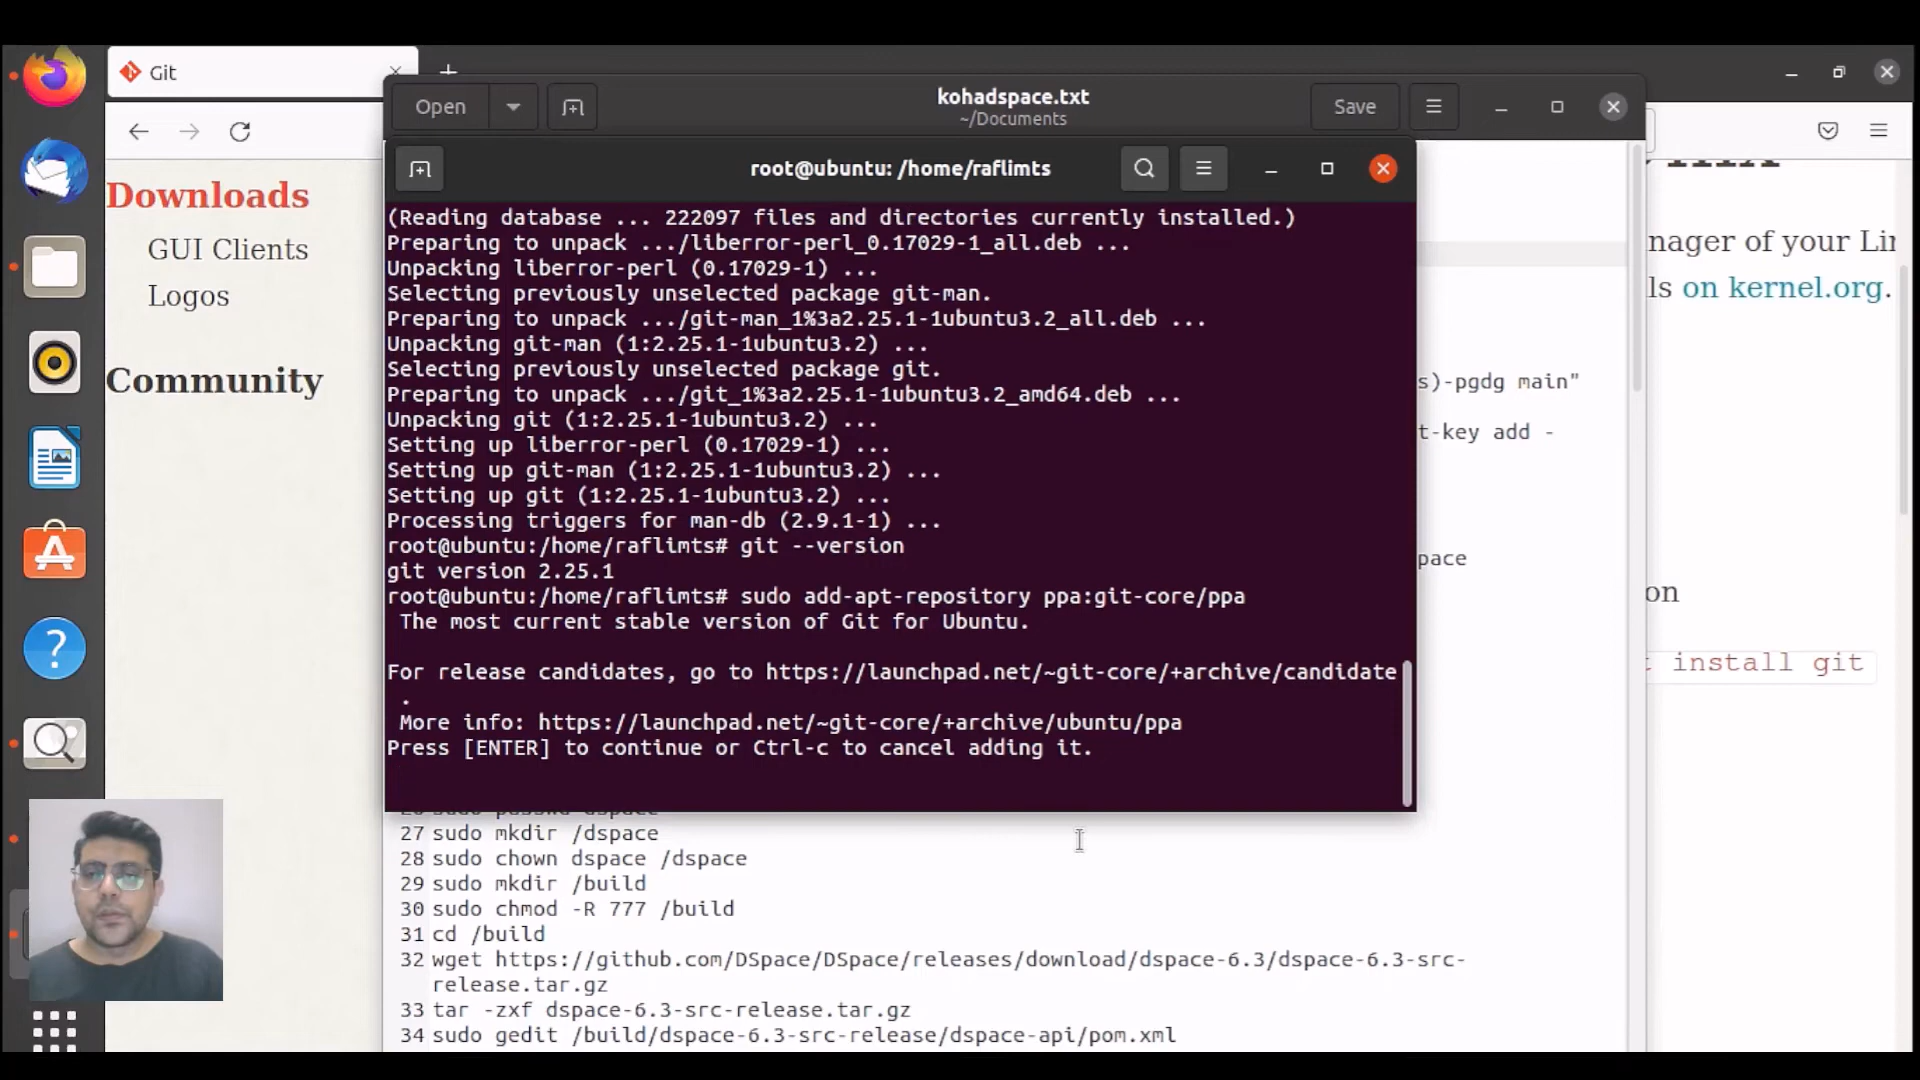 Git
Open
kohadspace.txt
~/Documents
Save
root@ubuntu: /home/raflimts
Downloads
GUI Clients
Logos
Community
(Reading database ... 222097 files and directories currently installed.)
Preparing to unpack .../liberror-perl_0.17029-1_all.deb ...
Unpacking liberror-perl (0.17029-1) ...
Selecting previously unselected package git-man.
Preparing to unpack .../git-man_1%3a2.25.1-1ubuntu3.2_all.deb ...
Unpacking git-man (1:2.25.1-1ubuntu3.2) ...
Selecting previously unselected package git.
Preparing to unpack .../git_1%3a2.25.1-1ubuntu3.2_amd64.deb ...
Unpacking git (1:2.25.1-1ubuntu3.2) ...
Setting up liberror-perl (0.17029-1) ...
Setting up git-man (1:2.25.1-1ubuntu3.2) ...
Setting up git (1:2.25.1-1ubuntu3.2) ...
Processing triggers for man-db (2.9.1-1) ...
root@ubuntu:/home/raflimts# git --version
git version 2.25.1
root@ubuntu:/home/raflimts# sudo add-apt-repository ppa:git-core/ppa
The most current stable version of Git for Ubuntu.
For release candidates, go to https://launchpad.net/~git-core/+archive/candidate
.
More info: https://launchpad.net/~git-core/+archive/ubuntu/ppa
Press [ENTER] to continue or Ctrl-c to cancel adding it.
s)-pgdg main"
t-key add -
pace
27 sudo mkdir /dspace
28 sudo chown dspace /dspace
29 sudo mkdir /build
30 sudo chmod -R 777 /build
31 cd /build
32 wget https://github.com/DSpace/DSpace/releases/download/dspace-6.3/dspace-6.3-src-
release.tar.gz
33 tar -zxf dspace-6.3-src-release.tar.gz
34 sudo gedit /build/dspace-6.3-src-release/dspace-api/pom.xml
nager of your Lin
ls on kernel.org.
on
install git